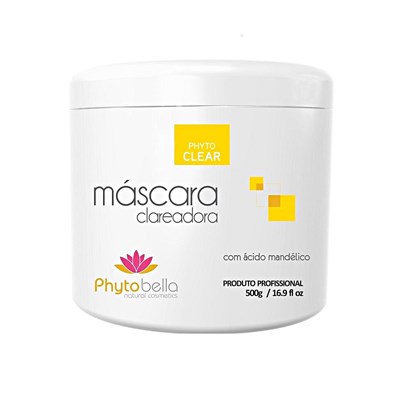 PHYTO
CLEAR
máscara
clareadora
com ácido mandélico
Phytobella
natural cosmetics
PRODUTO PROFISSIONAL
500g / 16.9 fl oz